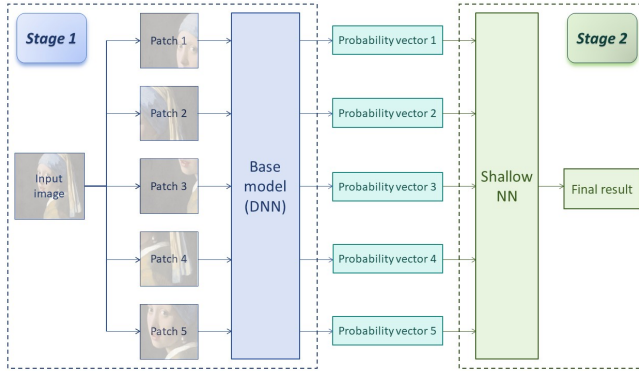 Stage 1
Stage 2
Input
image
Patch 1
Patch 2
Patch 3
Patch 4
Patch 5
Base
model
(DNN)
Probability vector 1
Probability vector 2
Probability vector 3
Probability vector 4
Probability vector 5
Shallow
NN
Final result